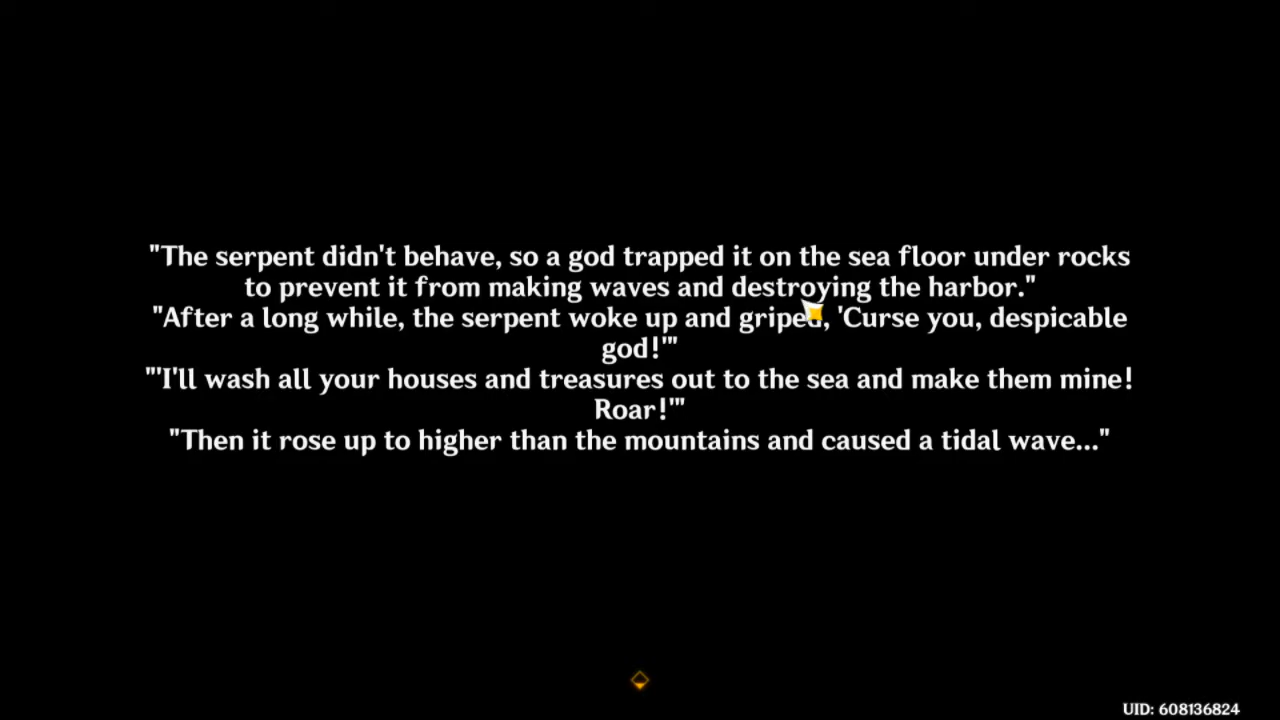 "The serpent didn't behave, so a god trapped it on the sea floor under rocks
to prevent it from making waves and destroying the harbor."
"After a long while, the serpent woke up and griped, 'Curse you, despicable
god!'"
"'I'll wash all your houses and treasures out to the sea and make them mine!
Roar!'"
"Then it rose up to higher than the mountains and caused a tidal wave..."
UID: 608136824